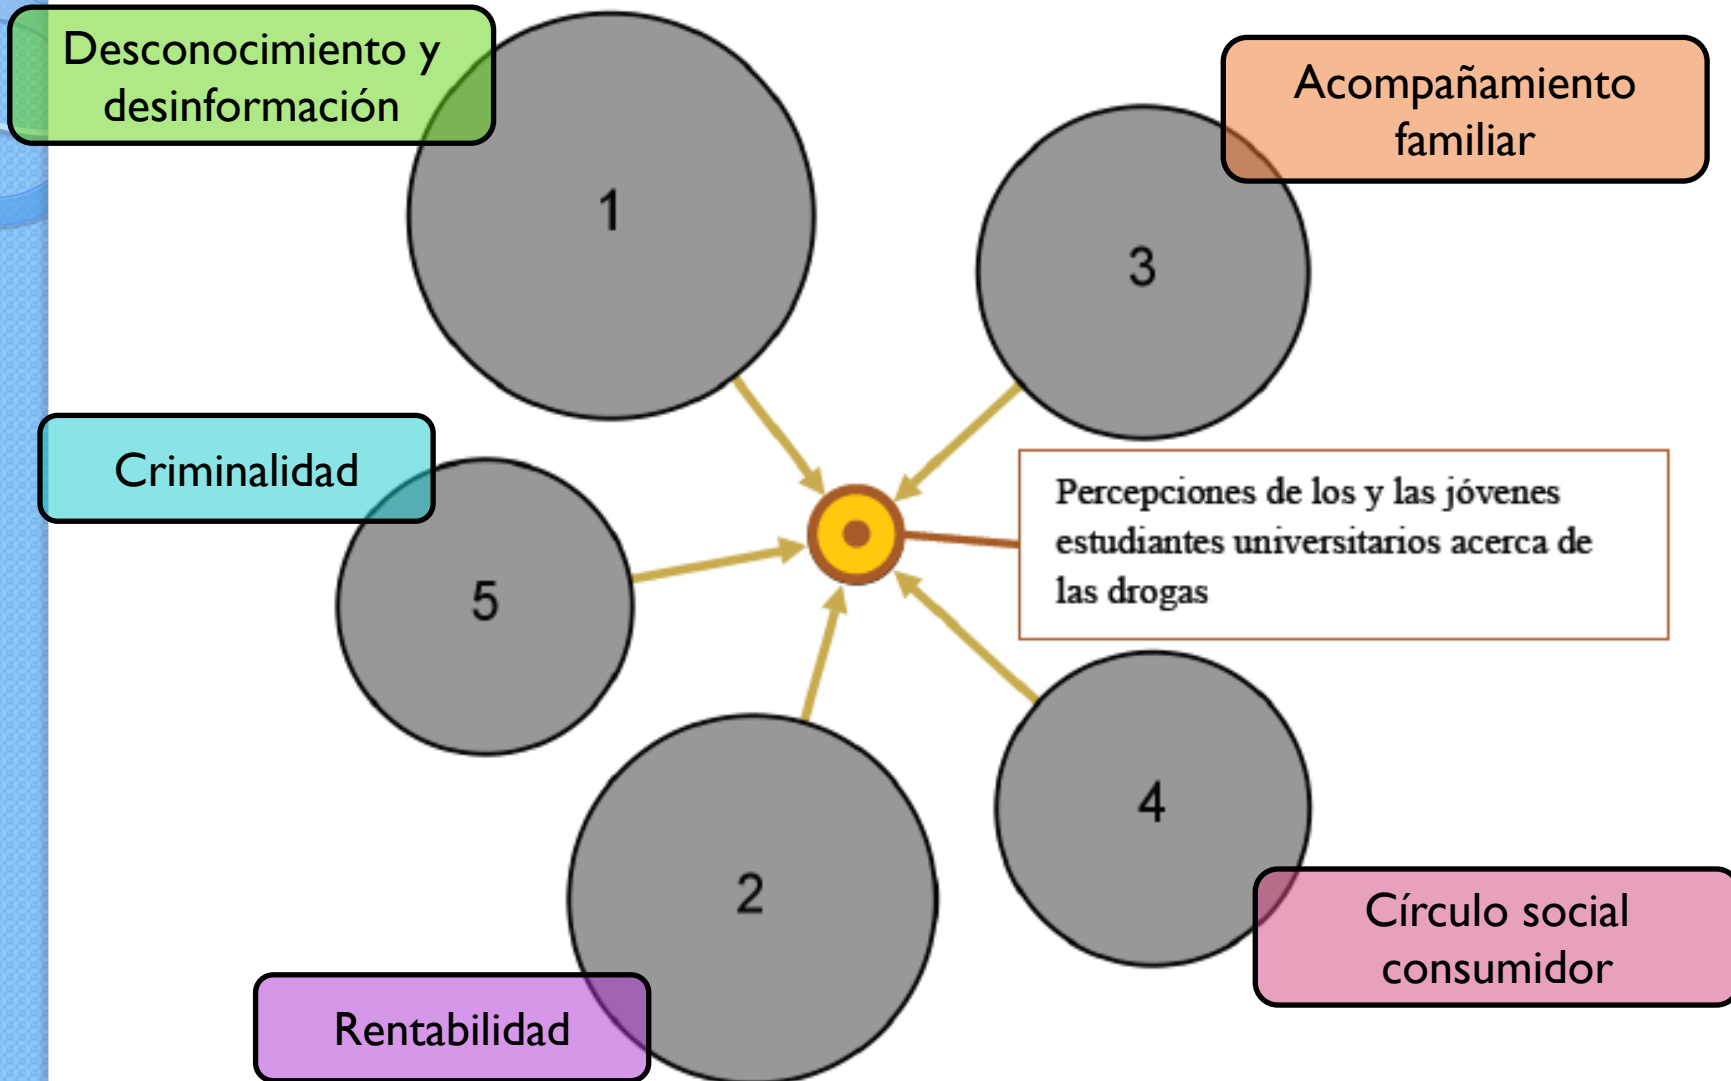 Desconocimiento y
desinformación
1
Acompañamiento
familiar
3
Criminalidad
5
Percepciones de los y las jóvenes
estudiantes universitarios acerca de
las drogas
4
Círculo social
consumidor
2
Rentabilidad